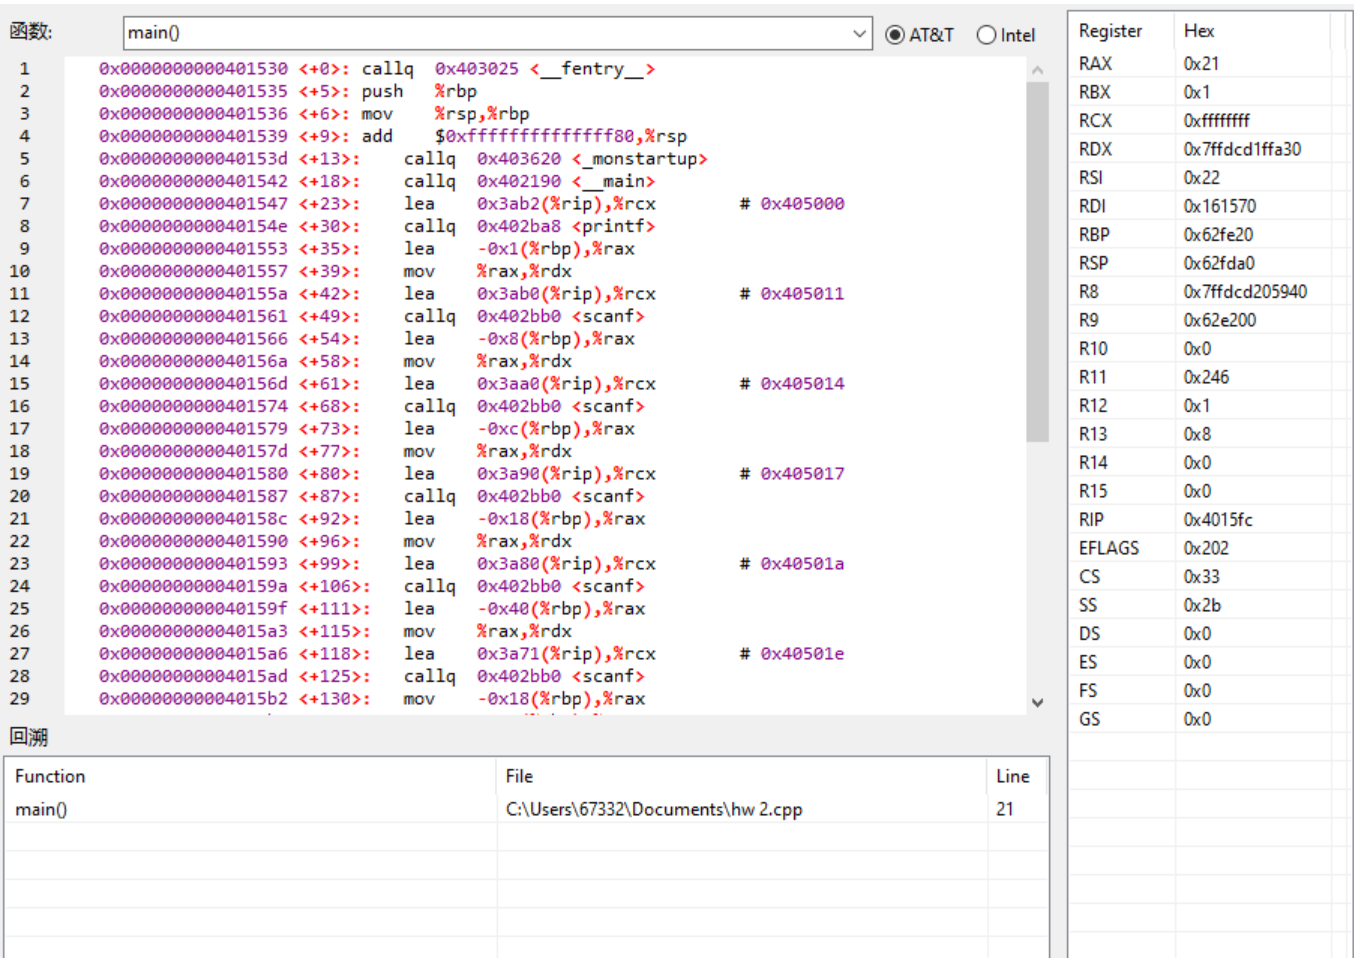 函数: main() AT&T Intel
1 0x0000000000401530 <+0>: callq 0x403025 <__fentry__>
2 0x0000000000401535 <+5>: push %rbp
3 0x0000000000401536 <+6>: mov %rsp,%rbp
4 0x0000000000401539 <+9>: add $0xffffffffffffff80,%rsp
5 0x000000000040153d <+13>: callq 0x403620 <_monstartup>
6 0x0000000000401542 <+18>: callq 0x402190 <__main>
7 0x0000000000401547 <+23>: lea 0x3ab2(%rip),%rcx # 0x405000
8 0x000000000040154e <+30>: callq 0x402ba8 <printf>
9 0x0000000000401553 <+35>: lea -0x1(%rbp),%rax
10 0x0000000000401557 <+39>: mov %rax,%rdx
11 0x000000000040155a <+42>: lea 0x3ab0(%rip),%rcx # 0x405011
12 0x0000000000401561 <+49>: callq 0x402bb0 <scanf>
13 0x0000000000401566 <+54>: lea -0x8(%rbp),%rax
14 0x000000000040156a <+58>: mov %rax,%rdx
15 0x000000000040156d <+61>: lea 0x3aa0(%rip),%rcx # 0x405014
16 0x0000000000401574 <+68>: callq 0x402bb0 <scanf>
17 0x0000000000401579 <+73>: lea -0xc(%rbp),%rax
18 0x000000000040157d <+77>: mov %rax,%rdx
19 0x0000000000401580 <+80>: lea 0x3a90(%rip),%rcx # 0x405017
20 0x0000000000401587 <+87>: callq 0x402bb0 <scanf>
21 0x000000000040158c <+92>: lea -0x18(%rbp),%rax
22 0x0000000000401590 <+96>: mov %rax,%rdx
23 0x0000000000401593 <+99>: lea 0x3a80(%rip),%rcx # 0x40501a
24 0x000000000040159a <+106>: callq 0x402bb0 <scanf>
25 0x000000000040159f <+111>: lea -0x40(%rbp),%rax
26 0x00000000004015a3 <+115>: mov %rax,%rdx
27 0x00000000004015a6 <+118>: lea 0x3a71(%rip),%rcx # 0x40501e
28 0x00000000004015ad <+125>: callq 0x402bb0 <scanf>
29 0x00000000004015b2 <+130>: mov -0x18(%rbp),%rax
回溯
Function File Line
main() C:\Users\67332\Documents\hw 2.cpp 21
Register Hex
RAX 0x21
RBX 0x1
RCX 0xffffffff
RDX 0x7ffdcd1ffa30
RSI 0x22
RDI 0x161570
RBP 0x62fe20
RSP 0x62fda0
R8 0x7ffdcd205940
R9 0x62e200
R10 0x0
R11 0x246
R12 0x1
R13 0x8
R14 0x0
R15 0x0
RIP 0x4015fc
EFLAGS 0x202
CS 0x33
SS 0x2b
DS 0x0
ES 0x0
FS 0x0
GS 0x0